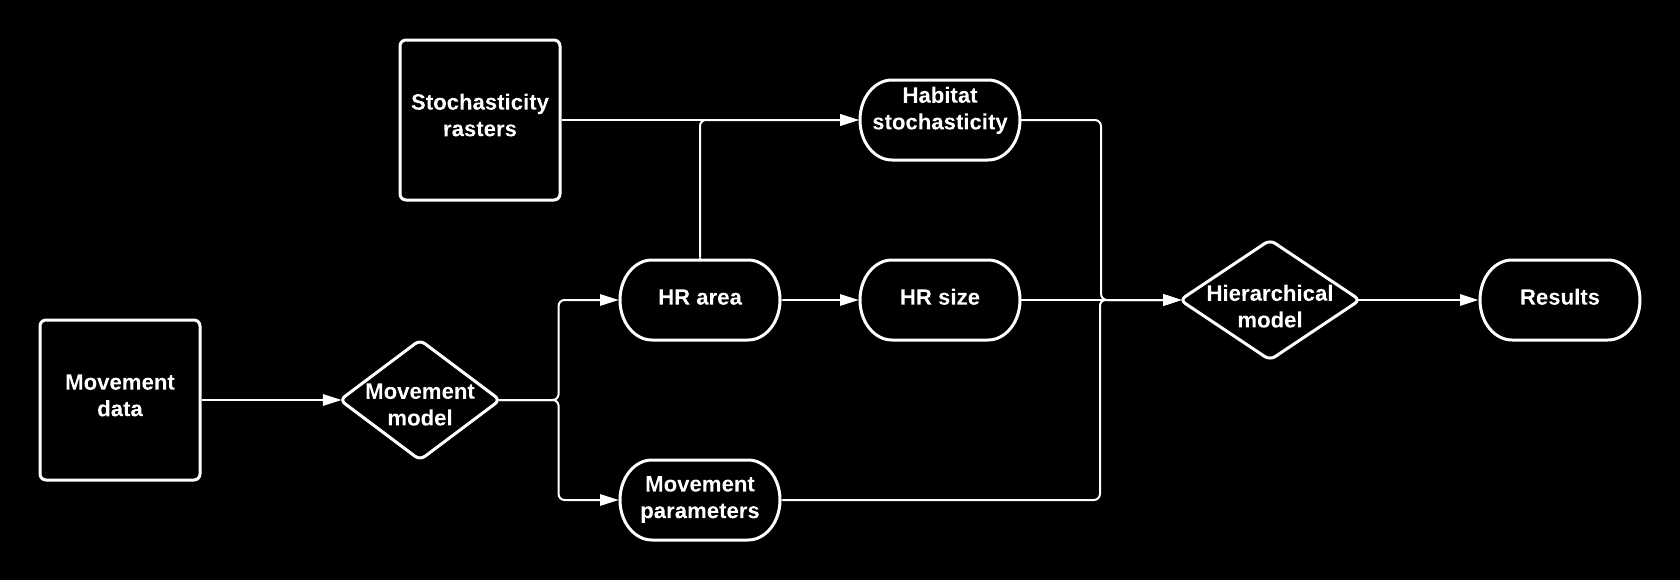 Stochasticity
rasters
Habitat
stochasticity
HR area
HR size
Hierarchical
model
Results
Movement
data
Movement
model
Movement
parameters